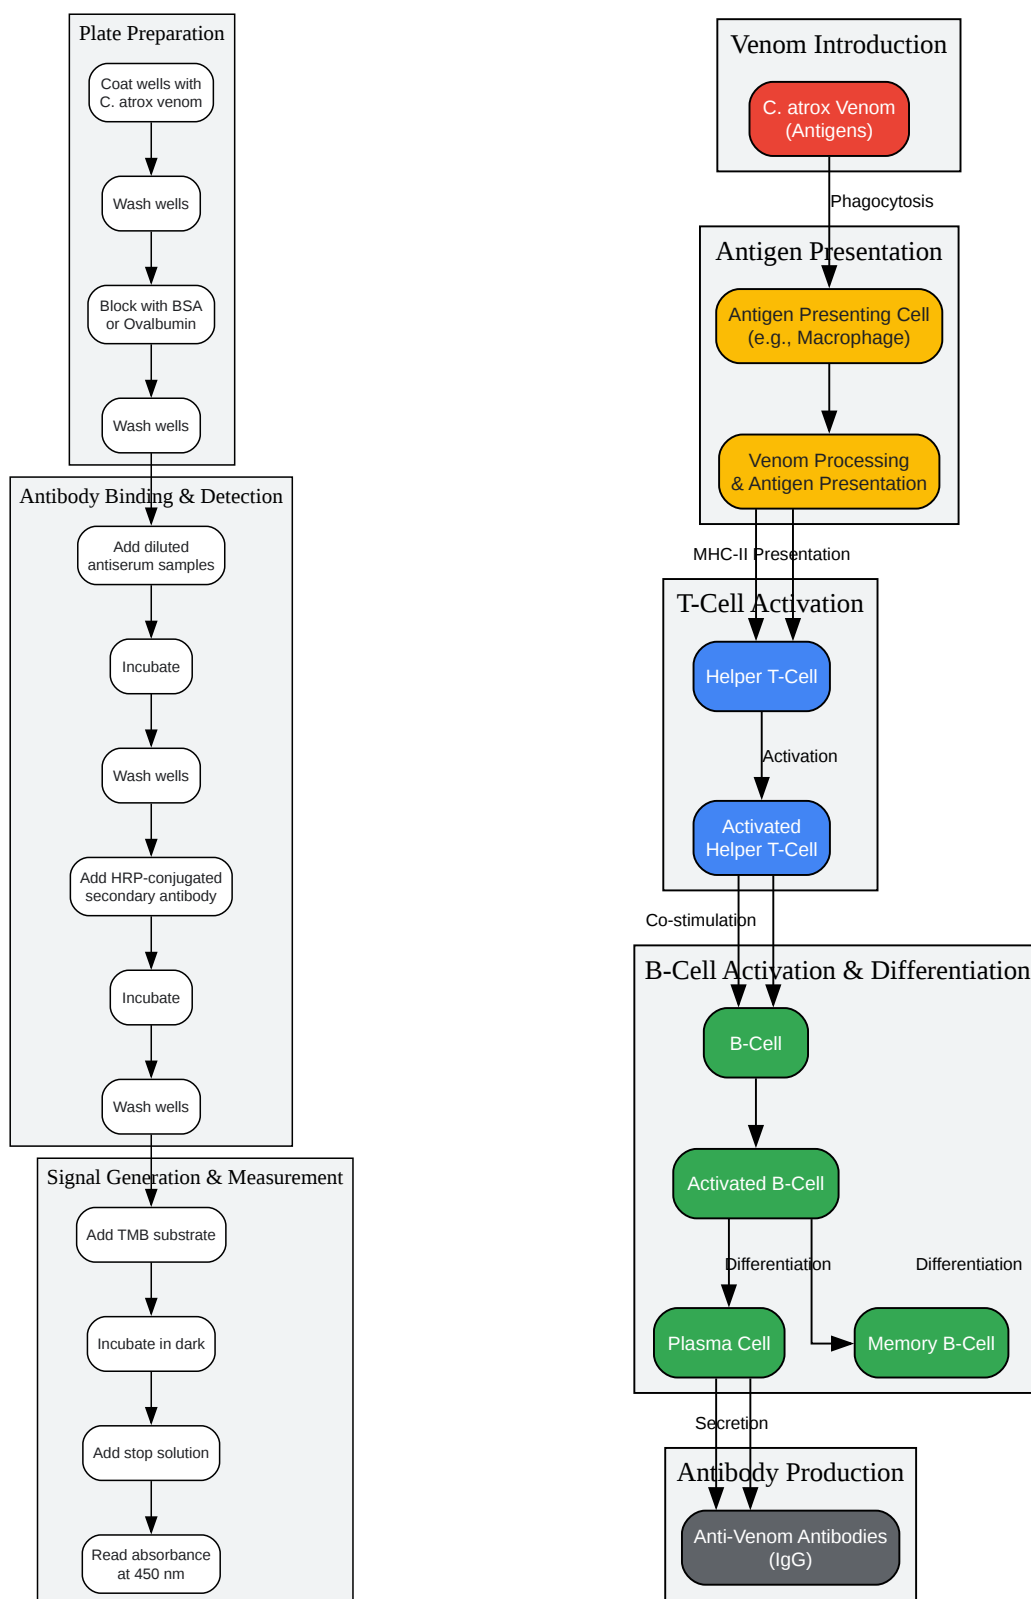 Plate Preparation
Coat wells with
C. atrox venom
Wash wells
Block with BSA
or Ovalbumin
Wash wells
Antibody Binding & Detection
Add diluted
antiserum samples
Incubate
Wash wells
Add HRP-conjugated
secondary antibody
Incubate
Wash wells
Signal Generation & Measurement
Add TMB substrate
Incubate in dark
Add stop solution
Read absorbance
at 450 nm
Venom Introduction
C. atrox Venom
(Antigens)
Phagocytosis
Antigen Presentation
Antigen Presenting Cell
(e.g., Macrophage)
Venom Processing
& Antigen Presentation
MHC-II Presentation
T-Cell Activation
Helper T-Cell
Activation
Activated
Helper T-Cell
Co-stimulation
B-Cell Activation & Differentiation
B-Cell
Activated B-Cell
Differentiation
Differentiation
Plasma Cell
Memory B-Cell
Secretion
Antibody Production
Anti-Venom Antibodies
(IgG)